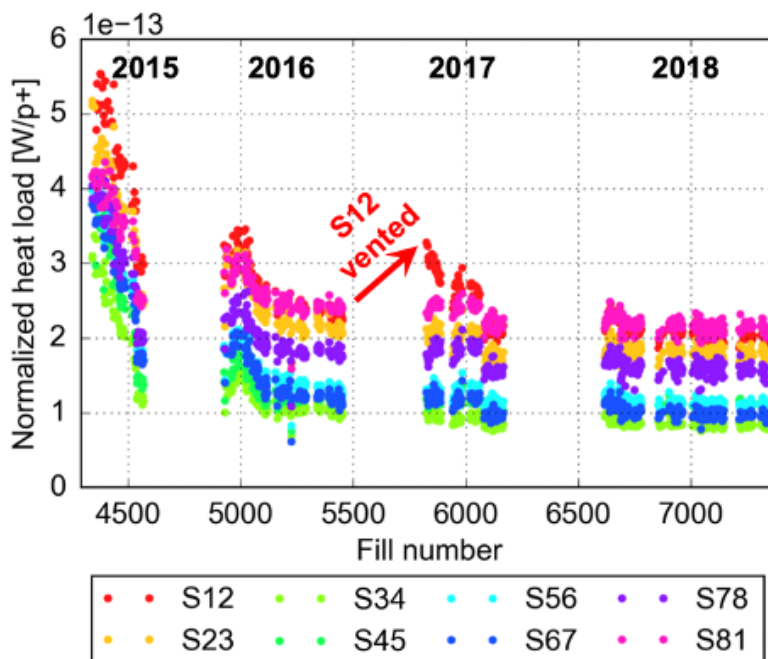 1e−13
2015 2016 2017 2018
6
5
4
3
2
1
0
Normalized heat load [W/p+]
S12
vented
4500 5000 5500 6000 6500 7000
Fill number
S12 S34 S56 S78
S23 S45 S67 S81